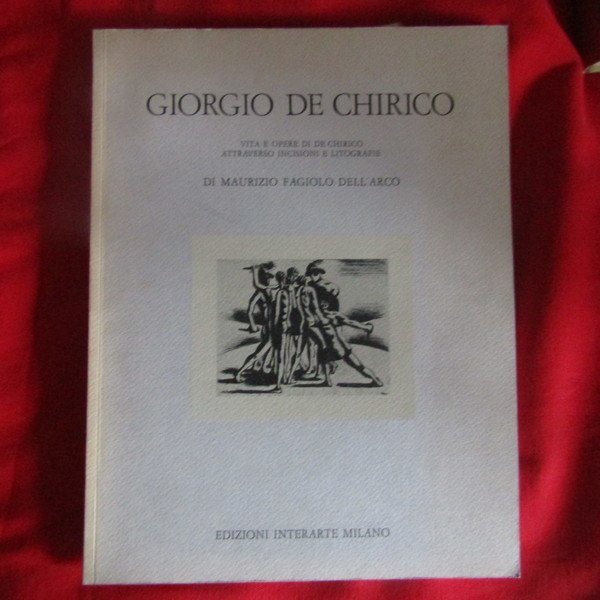 GIORGIO DE CHIRICO
VITA E OPERE DI DE CHIRICO
ATTRAVERSO INCISIONI E LITOGRAFIE
DI MAURIZIO FAGIOLO DELL'ARCO
EDIZIONI INTERARTE MILANO